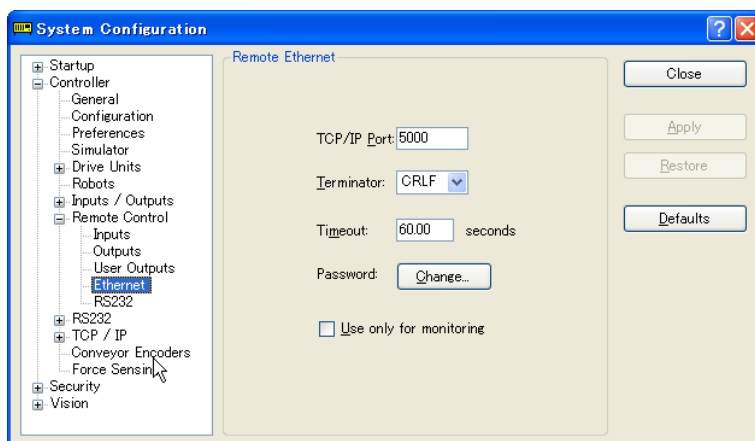 System Configuration
Startup
Controller
General
Configuration
Preferences
Simulator
Drive Units
Robots
Inputs / Outputs
Remote Control
Inputs
Outputs
User Outputs
Ethernet
RS232
RS232
TCP / IP
Conveyor Encoders
Force Sensing
Security
Vision
Remote Ethernet
TCP/IP Port: 5000
Terminator: CRLF
Timeout: 60.00 seconds
Password: Change...
Use only for monitoring
Close
Apply
Restore
Defaults